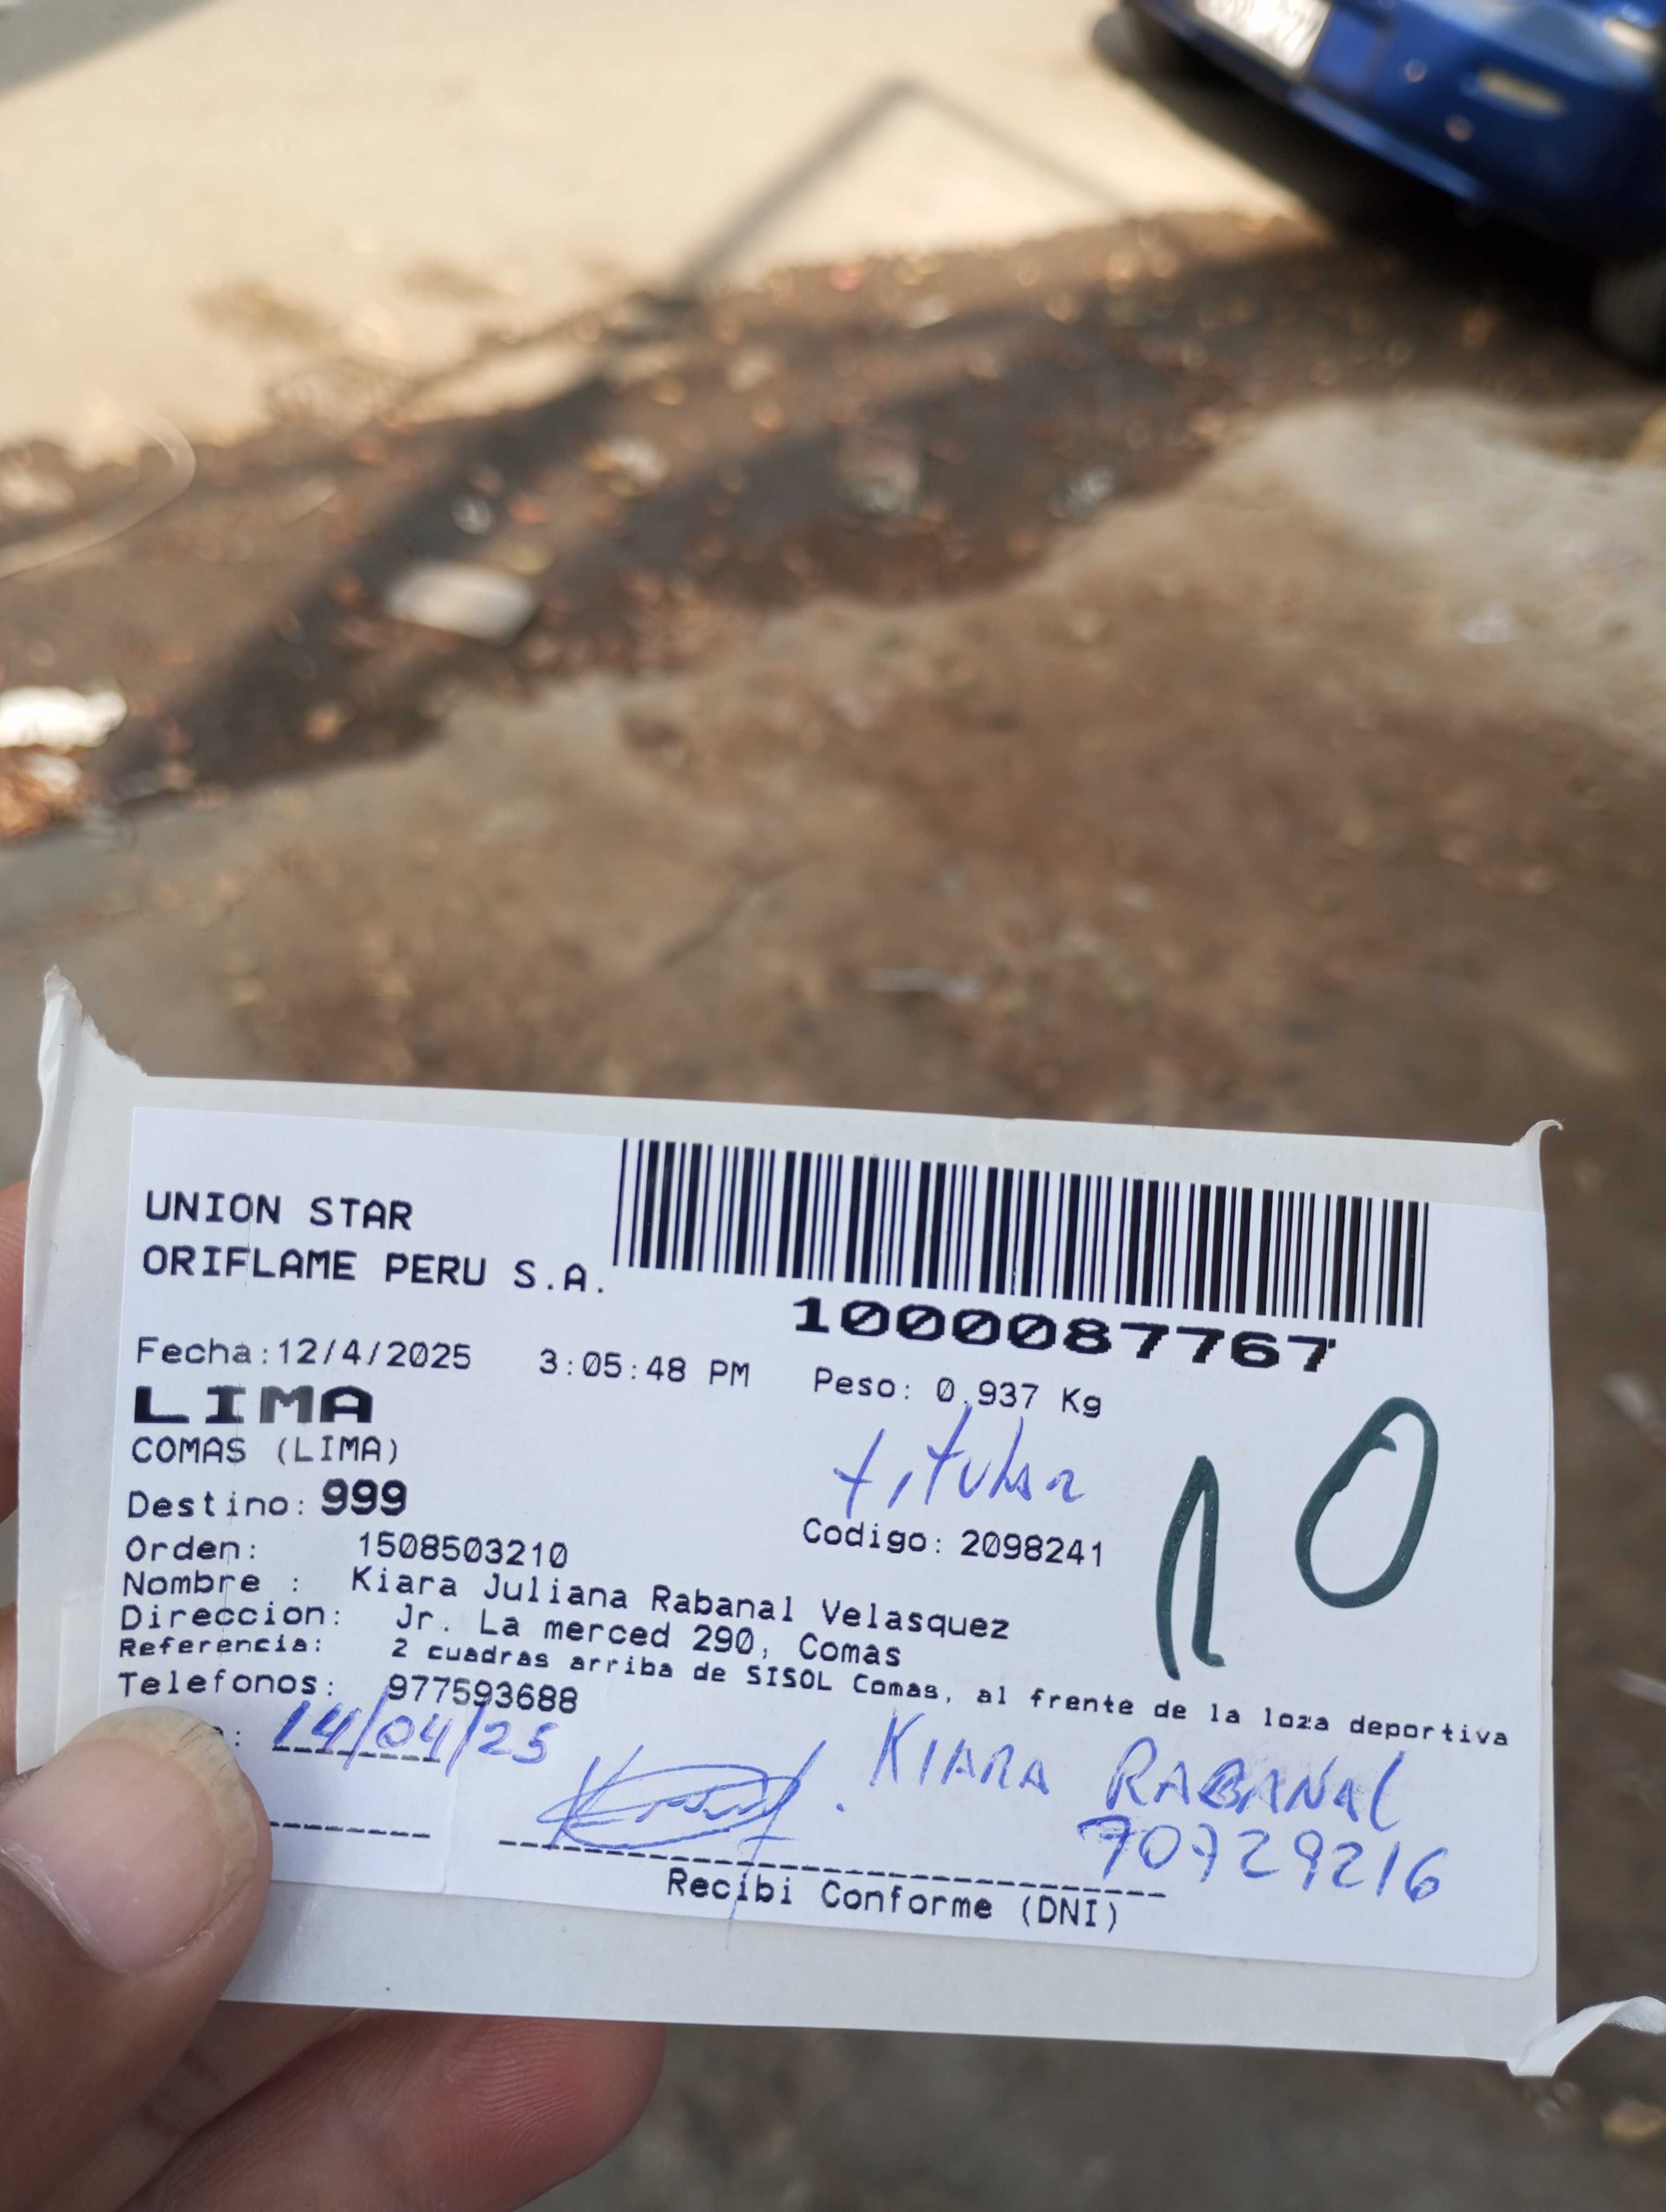 UNION STAR
ORIFLAME PERU S.A.
1000087767
Fecha:12/4/2025 3:05:48 PM Peso: 0.937 Kg
LIMA
COMAS (LIMA)
titular
Destino: 999
Codigo: 2098241
10
Orden: 1508503210
Nombre : Kiara Juliana Rabanal Velasquez
Direccion: Jr. La merced 290, Comas
Referencia: 2 cuadras arriba de SISOL Comas, al frente de la loza deportiva
Telefonos: 977593688
: 14/04/25
KIARA RABANAL
70729216
Recibi Conforme (DNI)